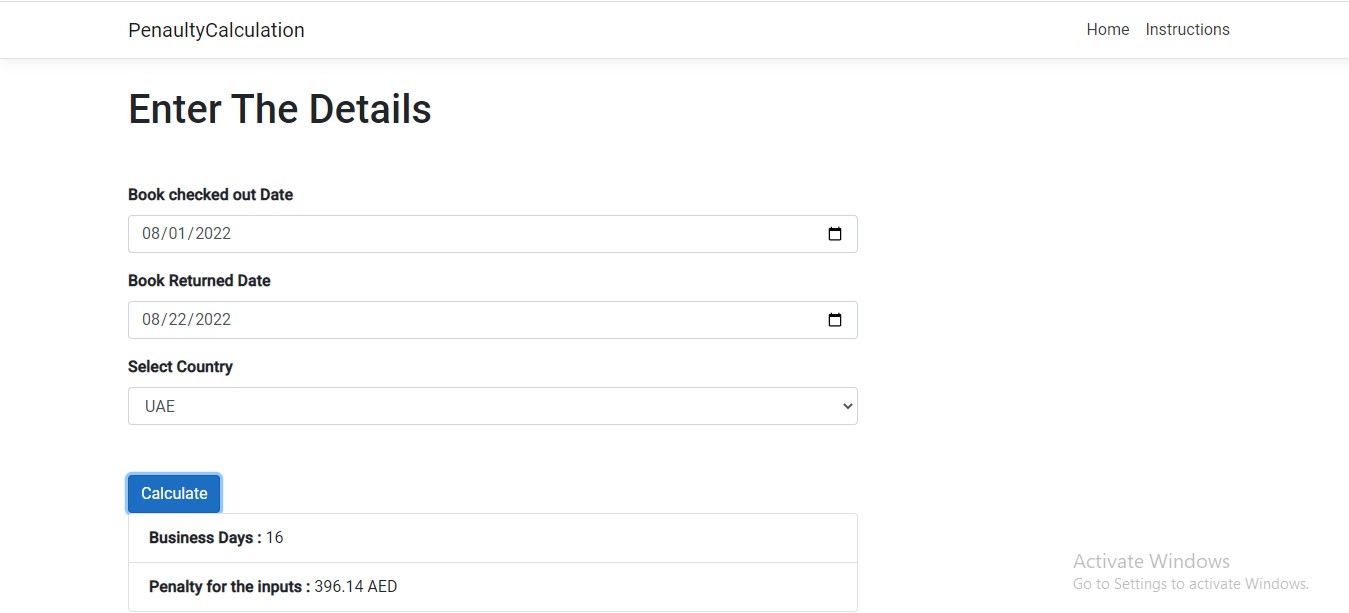 PenaultyCalculation Home Instructions
Enter The Details
Book checked out Date
08/01/2022
Book Returned Date
08/22/2022
Select Country
UAE
Calculate
Business Days : 16
Penalty for the inputs : 396.14 AED
Activate Windows
Go to Settings to activate Windows.